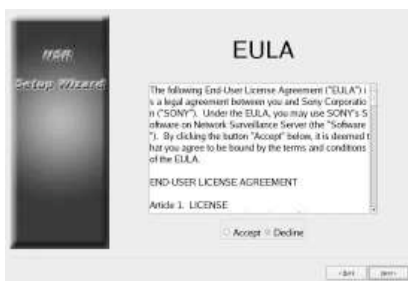 NSR
Setup Wizard
EULA
The following End-User License Agreement ("EULA") i
s a legal agreement between you and Sony Corporatio
n ("SONY"). Under the EULA, you may use SONY's S
oftware on Network Surveillance Server (the "Software
"). By clicking the button "Accept" below, it is deemed t
hat you agree to be bound by the terms and conditions
of the EULA.
END-USER LICENSE AGREEMENT
Article 1. LICENSE
Accept Decline